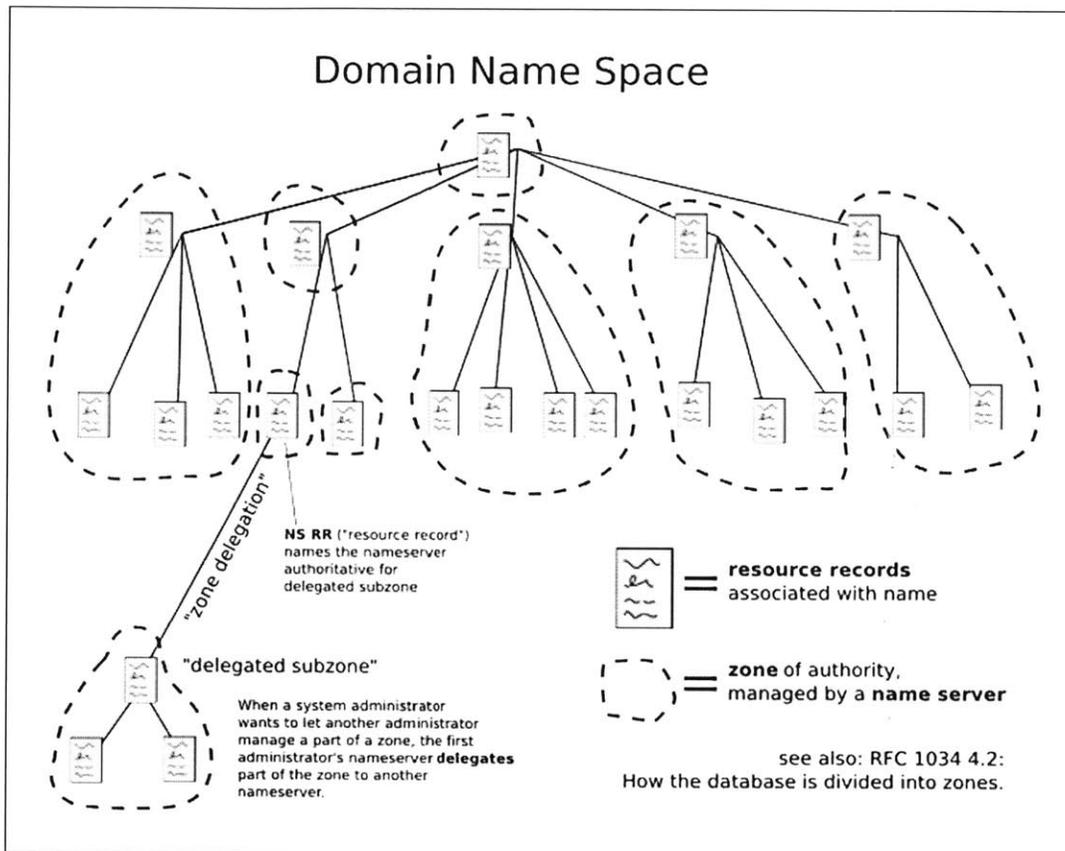 Domain Name Space
"zone delegation"
NS RR ("resource record")
names the nameserver
authoritative for
delegated subzone
"delegated subzone"
When a system administrator
wants to let another administrator
manage a part of a zone, the first
administrator's nameserver delegates
part of the zone to another
nameserver.
resource records
associated with name
zone of authority,
managed by a name server
see also: RFC 1034 4.2:
How the database is divided into zones.